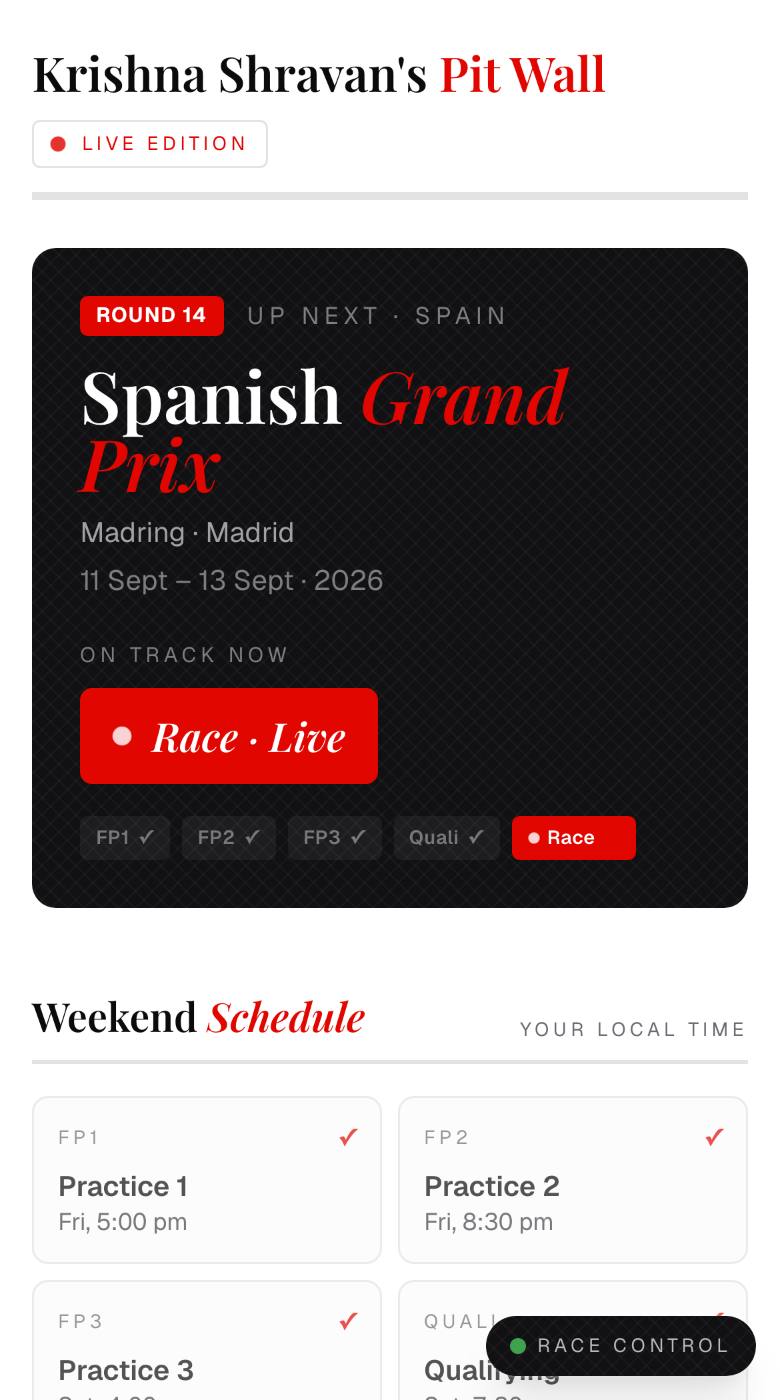 Krishna Shravan's Pit Wall
LIVE EDITION
ROUND 14 UP NEXT · SPAIN
Spanish Grand
Prix
Madring · Madrid
11 Sept – 13 Sept · 2026
ON TRACK NOW
Race · Live
FP1 ✓ FP2 ✓ FP3 ✓ Quali ✓ Race
Weekend Schedule YOUR LOCAL TIME
FP1 ✓ FP2 ✓
Practice 1 Practice 2
Fri, 5:00 pm Fri, 8:30 pm
FP3 ✓ QUALI
RACE CONTROL
Practice 3 Qualifying